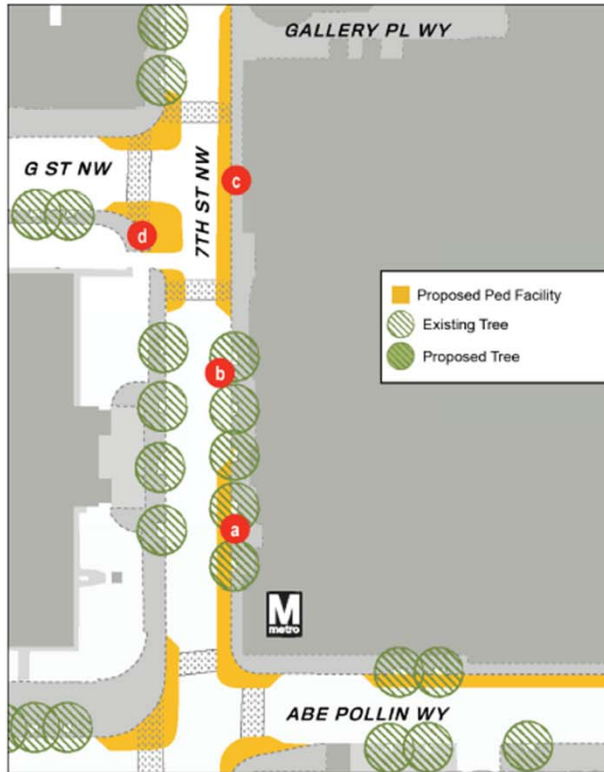 GALLERY PL WY
G ST NW
7TH ST NW
c
d
Proposed Ped Facility
Existing Tree
Proposed Tree
b
a
M
metro
ABE POLLIN WY